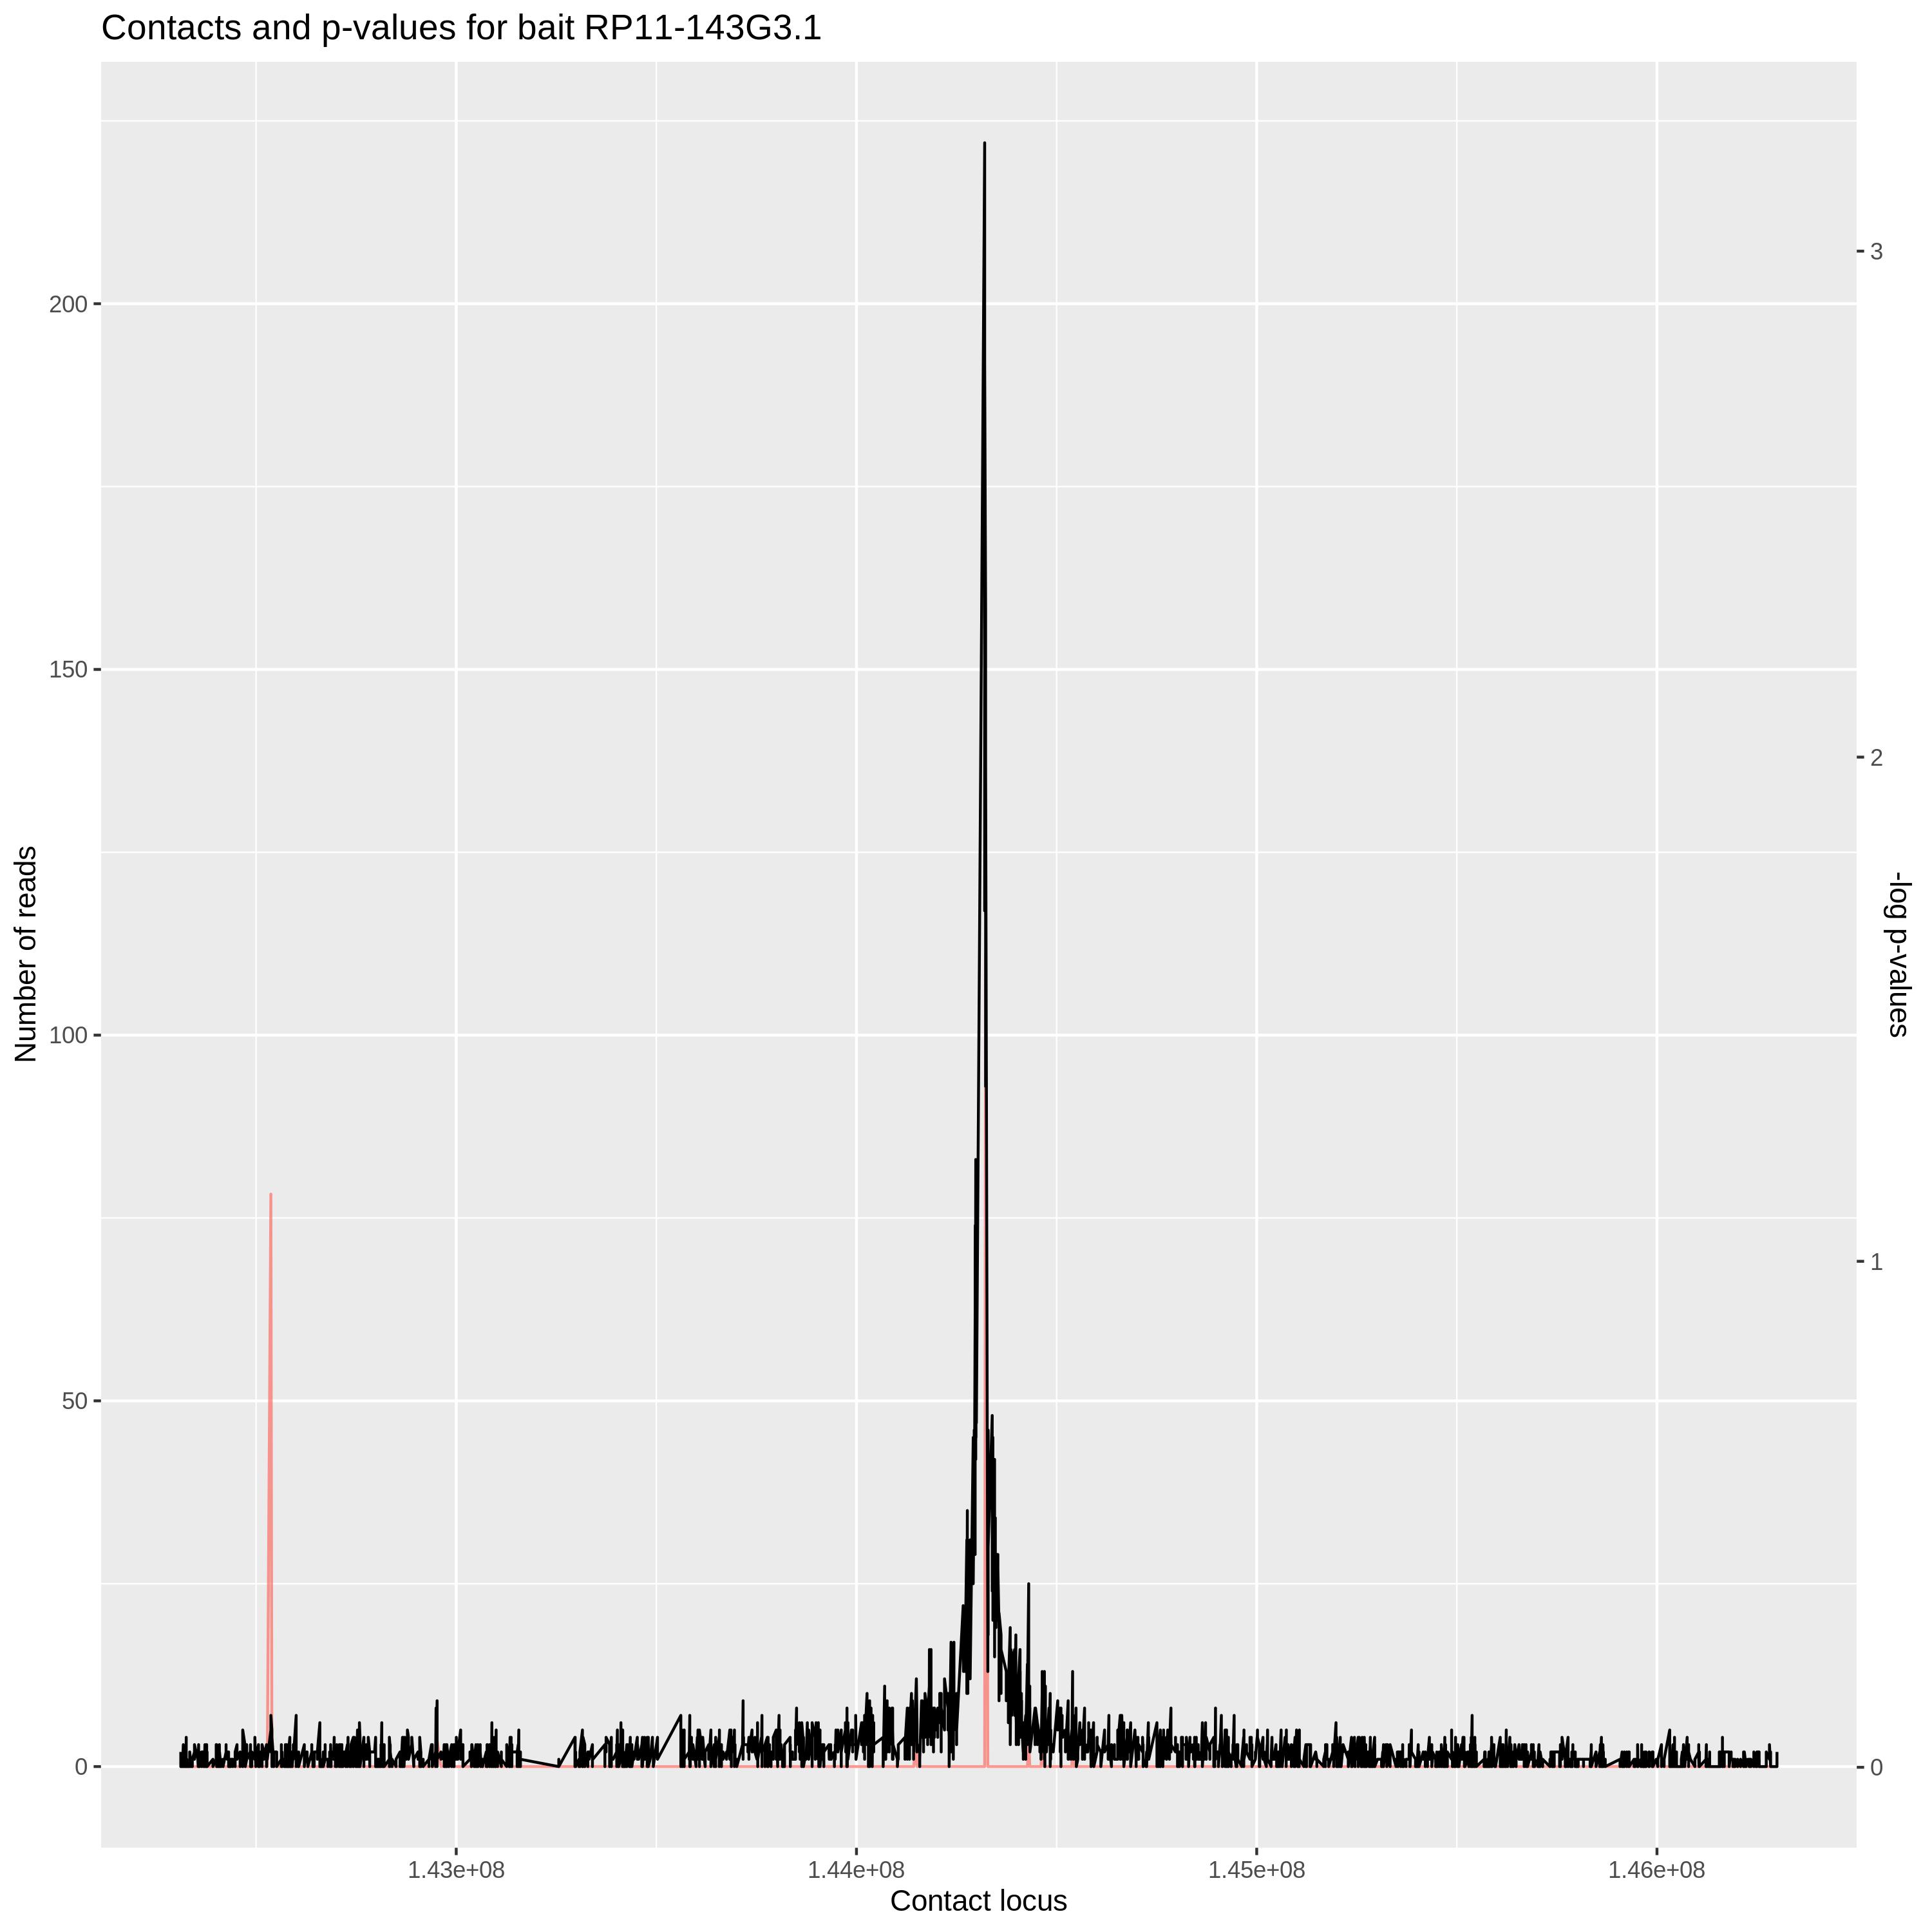 Contacts and p-values for bait RP11-143G3.1
200
150
100
50
0
3
2
1
0
Number of reads
-log p-values
1.43e+08
1.44e+08
1.45e+08
1.46e+08
Contact locus